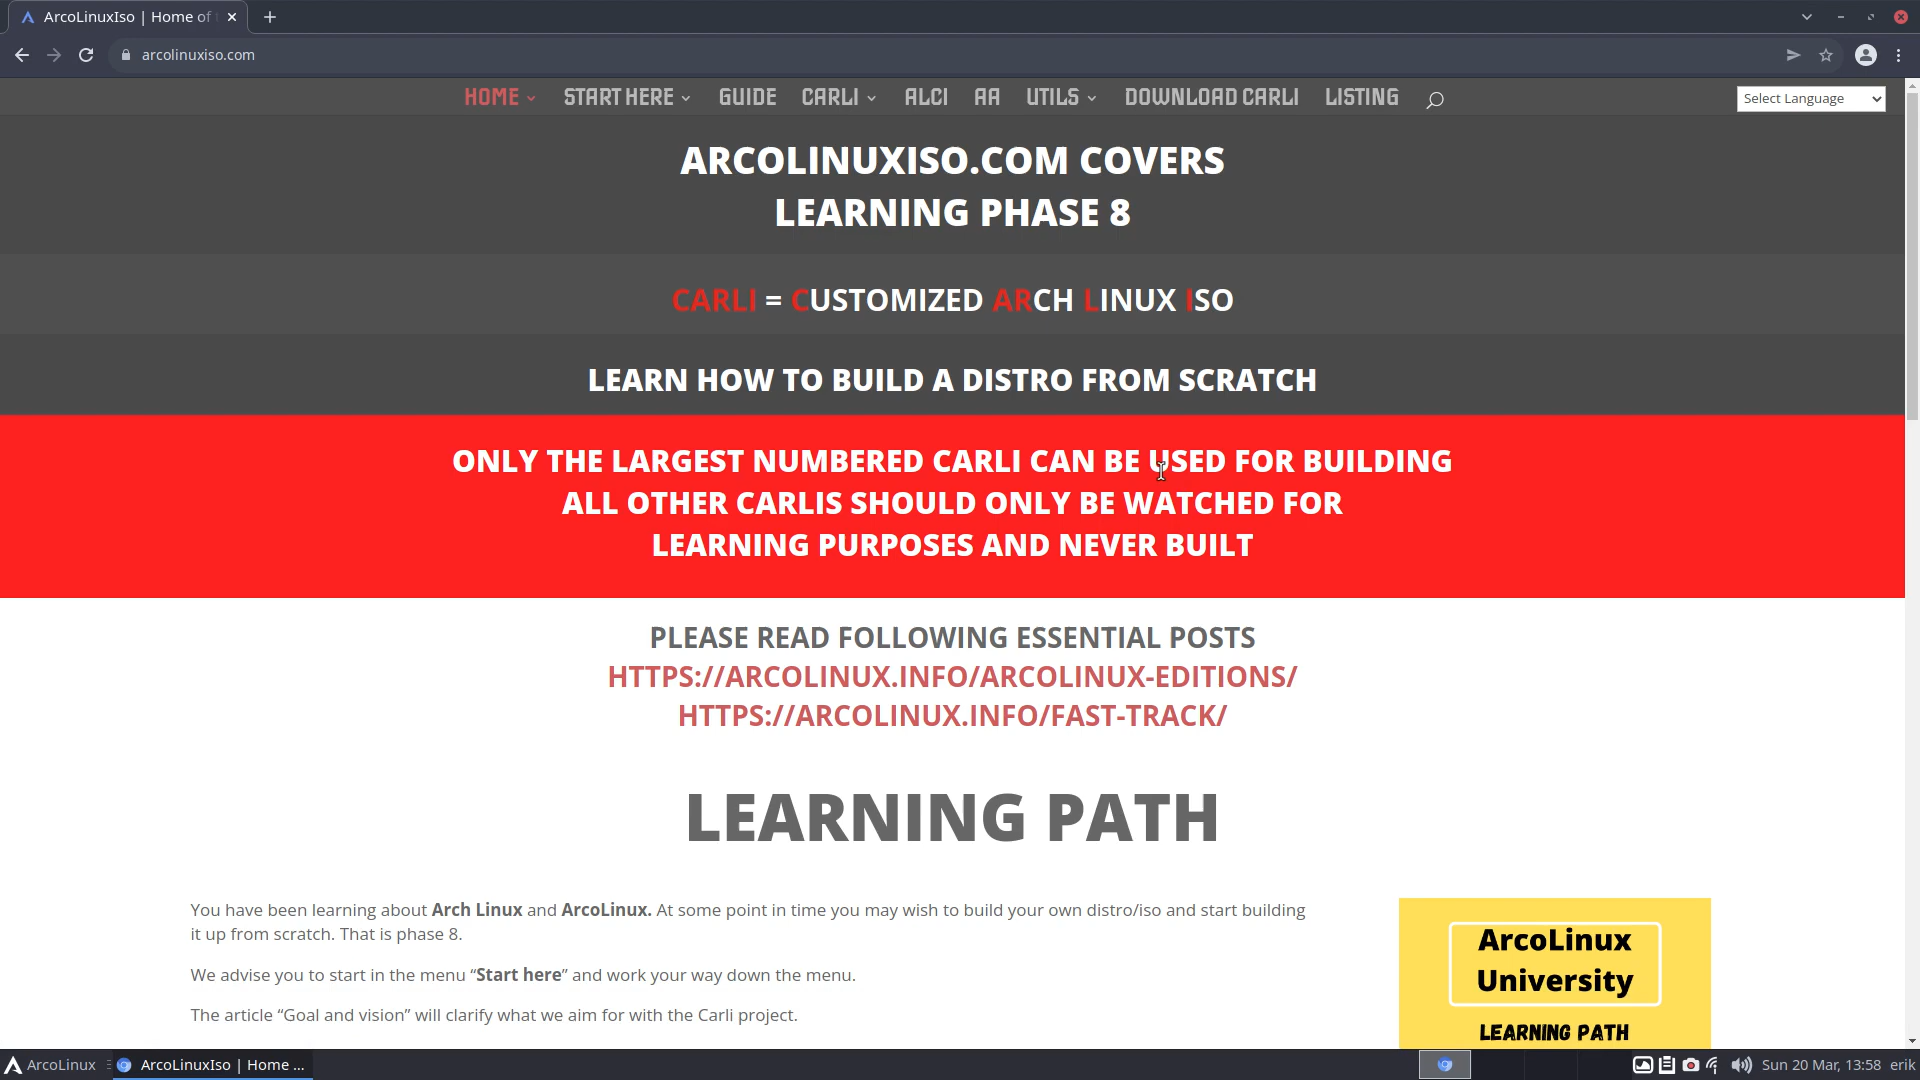 ArcoLinuxIso | Home of
arcolinuxiso.com
HOME START HERE GUIDE CARLI ALCI AA UTILS DOWNLOAD CARLI LISTING
Select Language
ARCOLINUXISO.COM COVERS
LEARNING PHASE 8
CARLI = CUSTOMIZED ARCH LINUX ISO
LEARN HOW TO BUILD A DISTRO FROM SCRATCH
ONLY THE LARGEST NUMBERED CARLI CAN BE USED FOR BUILDING
ALL OTHER CARLIS SHOULD ONLY BE WATCHED FOR
LEARNING PURPOSES AND NEVER BUILT
PLEASE READ FOLLOWING ESSENTIAL POSTS
HTTPS://ARCOLINUX.INFO/ARCOLINUX-EDITIONS/
HTTPS://ARCOLINUX.INFO/FAST-TRACK/
LEARNING PATH
You have been learning about Arch Linux and ArcoLinux. At some point in time you may wish to build your own distro/iso and start building
it up from scratch. That is phase 8.
We advise you to start in the menu “Start here” and work your way down the menu.
The article “Goal and vision” will clarify what we aim for with the Carli project.
ArcoLinux
University
LEARNING PATH
ArcoLinux
ArcoLinuxIso | Home ...
Sun 20 Mar, 13:58 erik